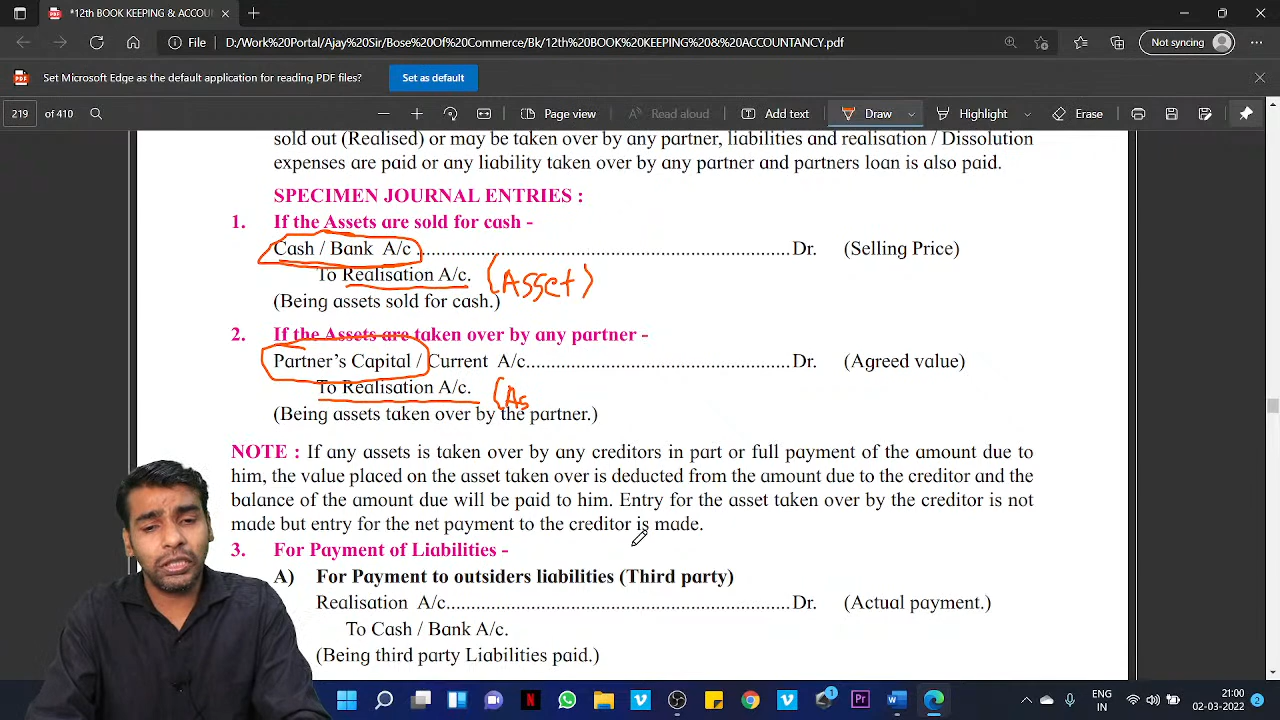 *12th BOOK KEEPING & ACCOU
File
D:/Work%20Portal/Ajay%20Sir/Bose%20Of%20Commerce/Bk/12th%20BOOK%20KEEPING%20&%20ACCOUNTANCY.pdf
Not syncing
Set Microsoft Edge as the default application for reading PDF files?
Set as default
219 of 410
Page view
Read aloud
Add text
Draw
Highlight
Erase
sold out (Realised) or may be taken over by any partner, liabilities and realisation / Dissolution
expenses are paid or any liability taken over by any partner and partners loan is also paid.
SPECIMEN JOURNAL ENTRIES :
1. If the Assets are sold for cash -
Cash / Bank A/c...........................................................................Dr. (Selling Price)
To Realisation A/c. (Asset)
(Being assets sold for cash.)
2. If the Assets are taken over by any partner -
Partner's Capital / Current A/c.....................................................Dr. (Agreed value)
To Realisation A/c. (As
(Being assets taken over by the partner.)
NOTE : If any assets is taken over by any creditors in part or full payment of the amount due to
him, the value placed on the asset taken over is deducted from the amount due to the creditor and the
balance of the amount due will be paid to him. Entry for the asset taken over by the creditor is not
made but entry for the net payment to the creditor is made.
3. For Payment of Liabilities -
A) For Payment to outsiders liabilities (Third party)
Realisation A/c.....................................................................Dr. (Actual payment.)
To Cash / Bank A/c.
(Being third party Liabilities paid.)
ENG
IN
21:00
02-03-2022